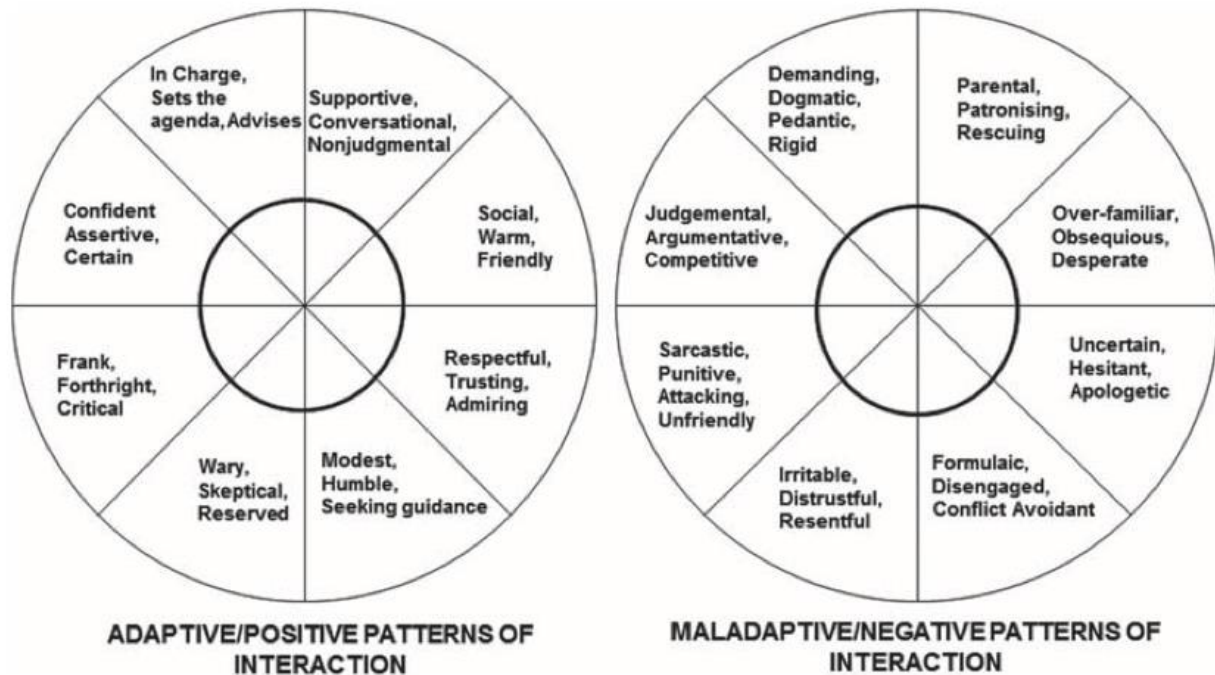 In Charge,
Sets the
agenda, Advises
Supportive,
Conversational,
Nonjudgmental
Social,
Warm,
Friendly
Respectful,
Trusting,
Admiring
Modest,
Humble,
Seeking guidance
Wary,
Skeptical,
Reserved
Frank,
Forthright,
Critical
Confident
Assertive,
Certain
ADAPTIVE/POSITIVE PATTERNS OF
INTERACTION
Demanding,
Dogmatic,
Pedantic,
Rigid
Parental,
Patronising,
Rescuing
Over-familiar,
Obsequious,
Desperate
Uncertain,
Hesitant,
Apologetic
Formulaic,
Disengaged,
Conflict Avoidant
Irritable,
Distrustful,
Resentful
Sarcastic,
Punitive,
Attacking,
Unfriendly
Judgemental,
Argumentative,
Competitive
MALADAPTIVE/NEGATIVE PATTERNS OF
INTERACTION